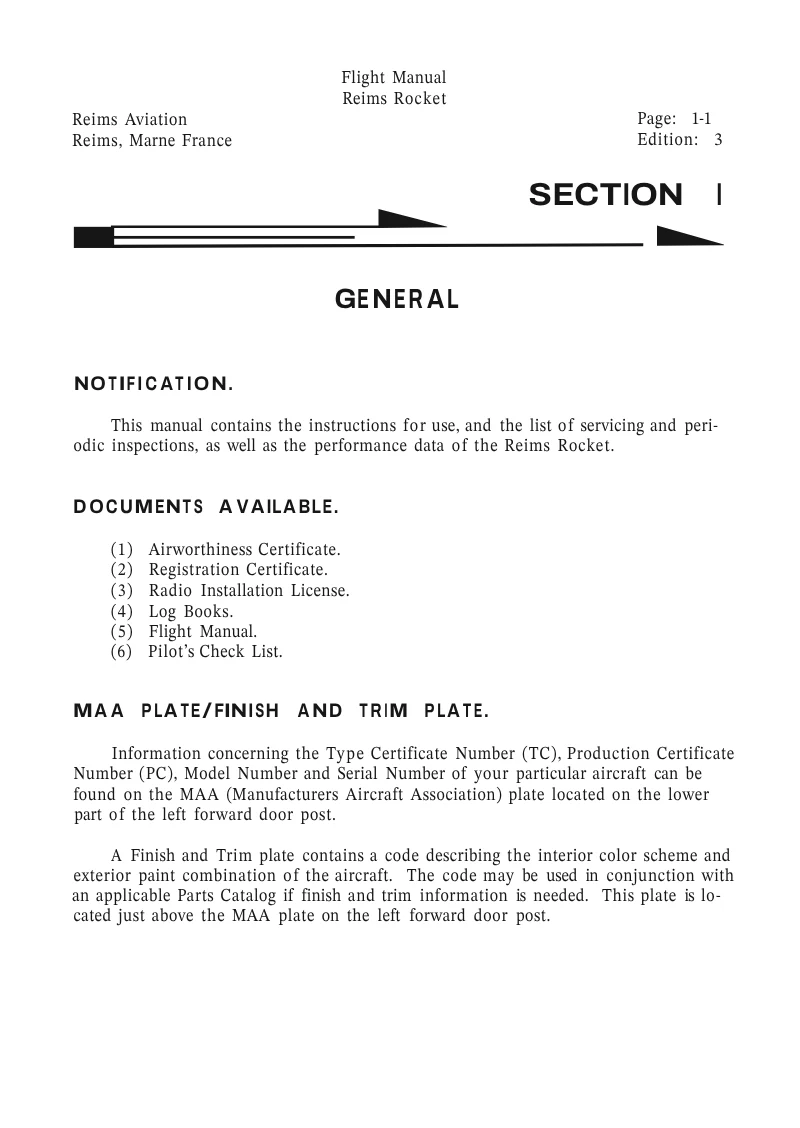 Flight Manual
Reims Rocket
Reims Aviation
Reims, Marne France
Page: 1-1
Edition: 3
SECTION I
GENERAL
NOTIFICATION.
This manual contains the instructions for use, and the list of servicing and peri-
odic inspections, as well as the performance data of the Reims Rocket.
DOCUMENTS AVAILABLE.
(1) Airworthiness Certificate.
(2) Registration Certificate.
(3) Radio Installation License.
(4) Log Books.
(5) Flight Manual.
(6) Pilot’s Check List.
MAA PLATE/FINISH AND TRIM PLATE.
Information concerning the Type Certificate Number (TC), Production Certificate
Number (PC), Model Number and Serial Number of your particular aircraft can be
found on the MAA (Manufacturers Aircraft Association) plate located on the lower
part of the left forward door post.
A Finish and Trim plate contains a code describing the interior color scheme and
exterior paint combination of the aircraft. The code may be used in conjunction with
an applicable Parts Catalog if finish and trim information is needed. This plate is lo-
cated just above the MAA plate on the left forward door post.